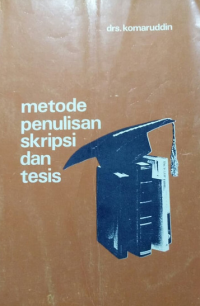 drs. komaruddin
metode
penulisan
skripsi
dan
tesis